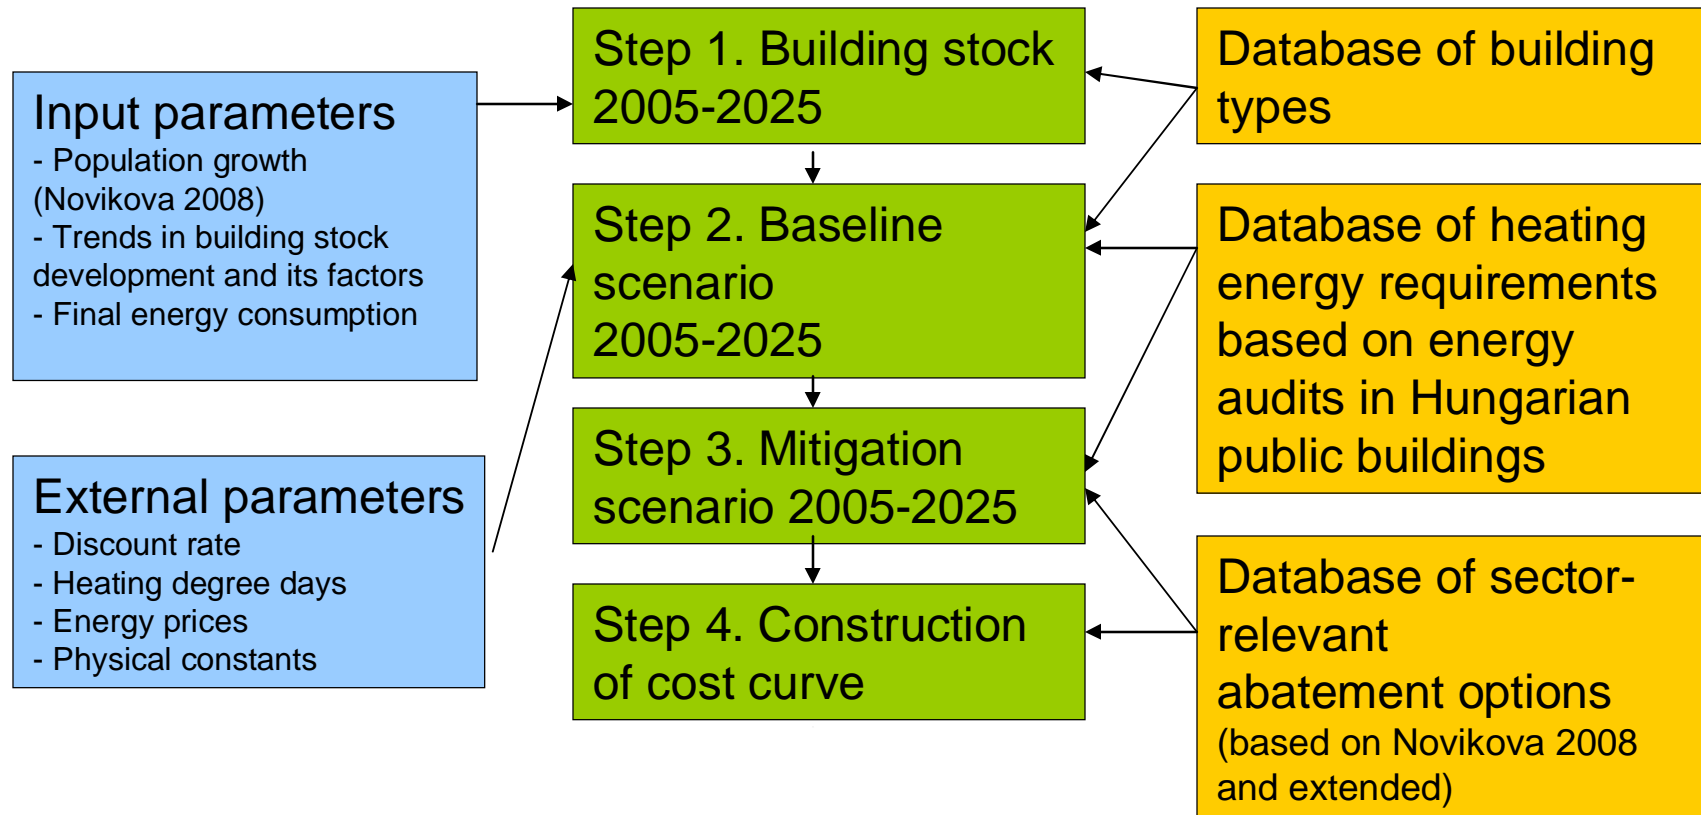 Input parameters
- Population growth
(Novikova 2008)
- Trends in building stock
development and its factors
- Final energy consumption
External parameters
- Discount rate
- Heating degree days
- Energy prices
- Physical constants
Step 1. Building stock
2005-2025
Step 2. Baseline
scenario
2005-2025
Step 3. Mitigation
scenario 2005-2025
Step 4. Construction
of cost curve
Database of building
types
Database of heating
energy requirements
based on energy
audits in Hungarian
public buildings
Database of sector-
relevant
abatement options
(based on Novikova 2008
and extended)